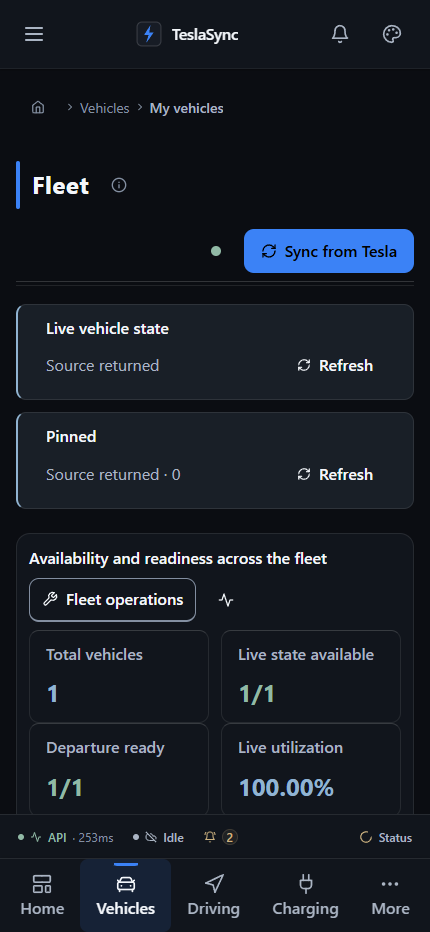 TeslaSync
Vehicles My vehicles
Fleet
Sync from Tesla
Live vehicle state
Source returned Refresh
Pinned
Source returned · 0 Refresh
Availability and readiness across the fleet
Fleet operations
Total vehicles Live state available
1 1/1
Departure ready Live utilization
1/1 100.00%
API · 253ms Idle 2 Status
Home Vehicles Driving Charging More